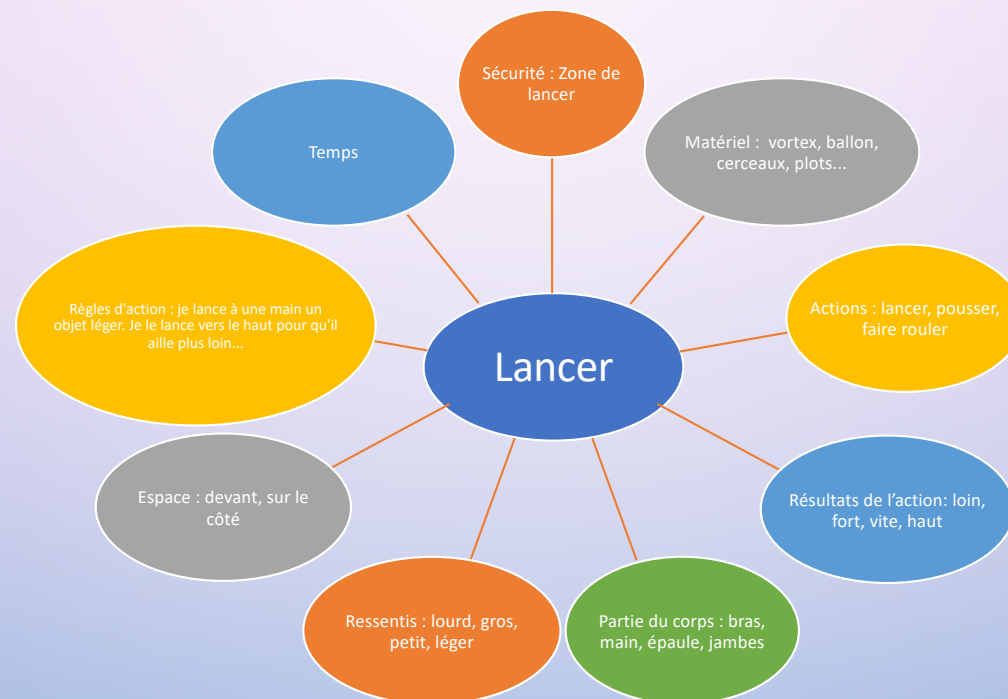 Sécurité : Zone de
lancer
Matériel :  vortex, ballon,
cerceaux, plots...
Temps
Règles d'action : je lance à une main un
objet léger. Je le lance vers le haut pour qu'il
aille plus loin...
Actions : lancer, pousser,
faire rouler
Lancer
Espace : devant, sur le
côté
Résultats de l'action: loin,
fort, vite, haut
Ressentis : lourd, gros,
petit, léger
Partie du corps : bras,
main, épaule, jambes